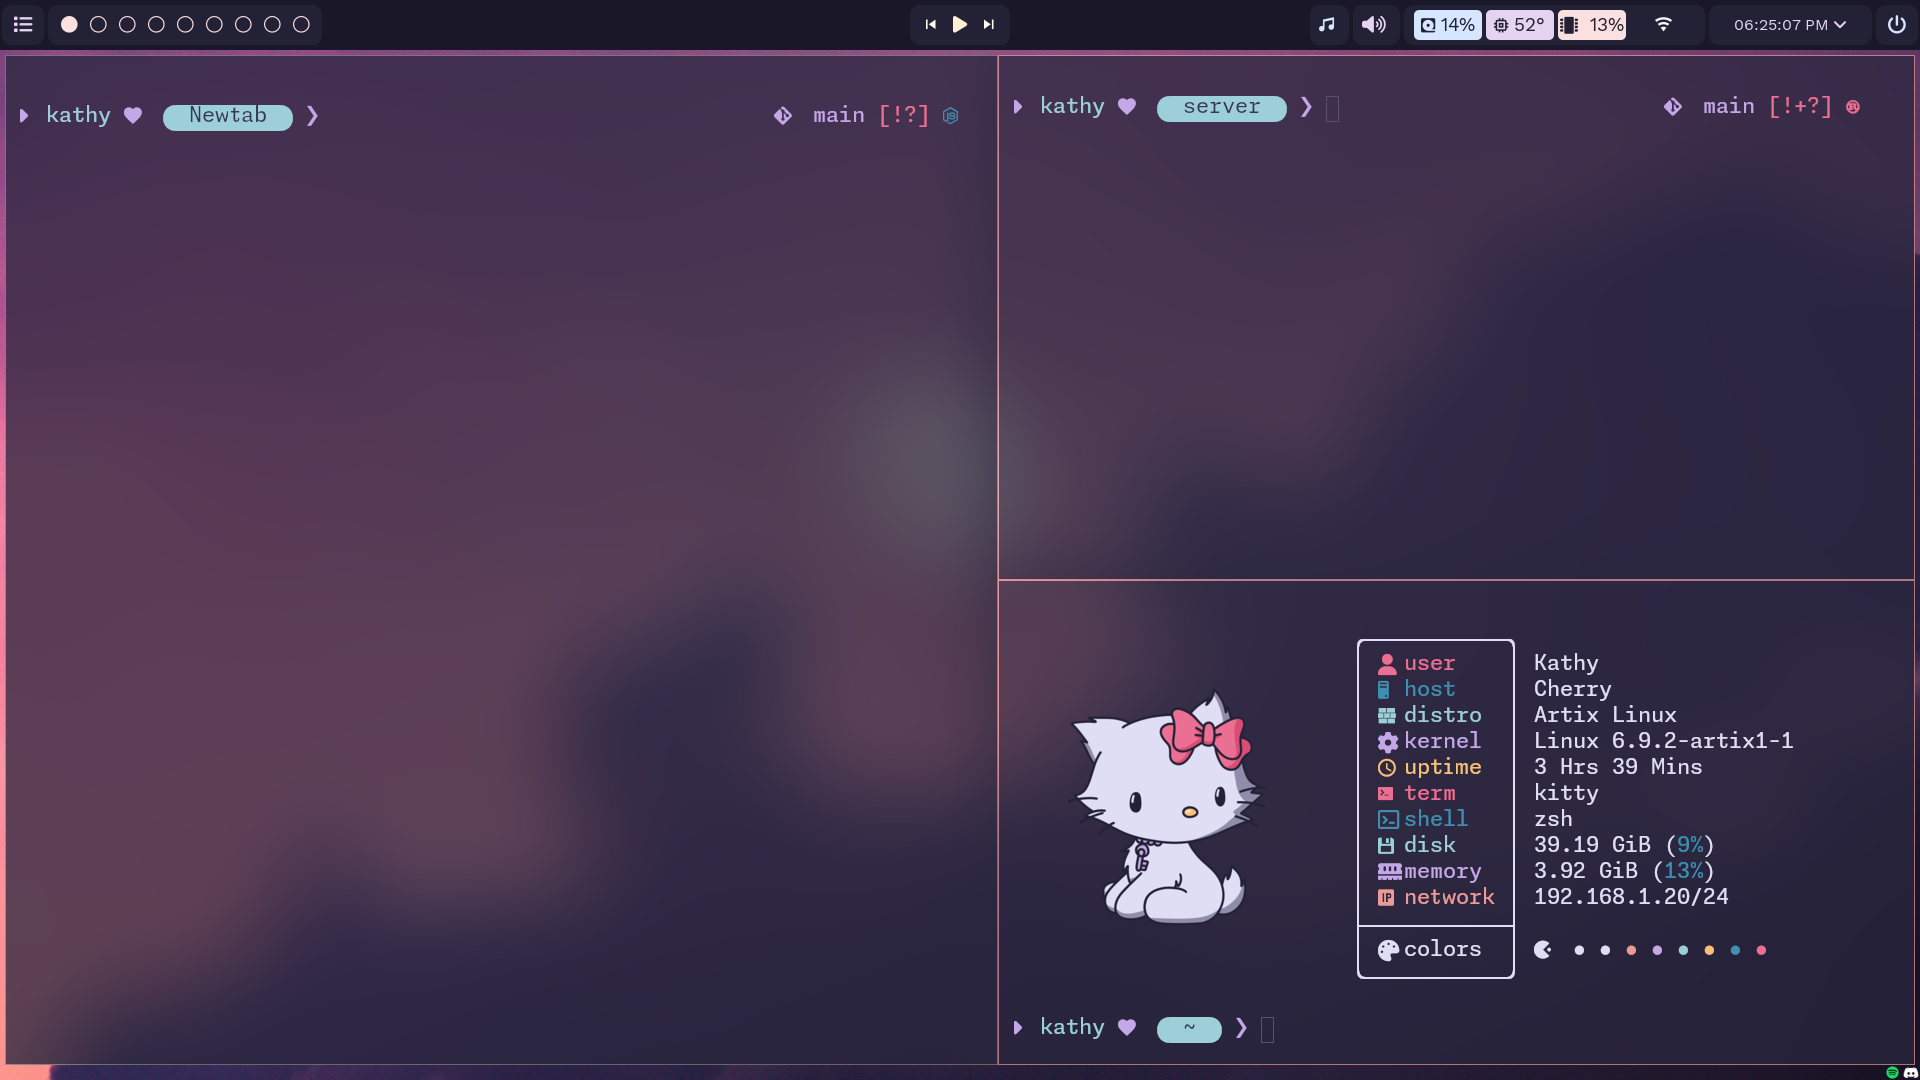 14% 52° 13% 06:25:07 PM
kathy Newtab ❯ main [!?]
kathy server ❯ main [!+?]
user Kathy
host Cherry
distro Artix Linux
kernel Linux 6.9.2-artix1-1
uptime 3 Hrs 39 Mins
term kitty
shell zsh
disk 39.19 GiB (9%)
memory 3.92 GiB (13%)
IP network 192.168.1.20/24
colors
kathy ~ ❯